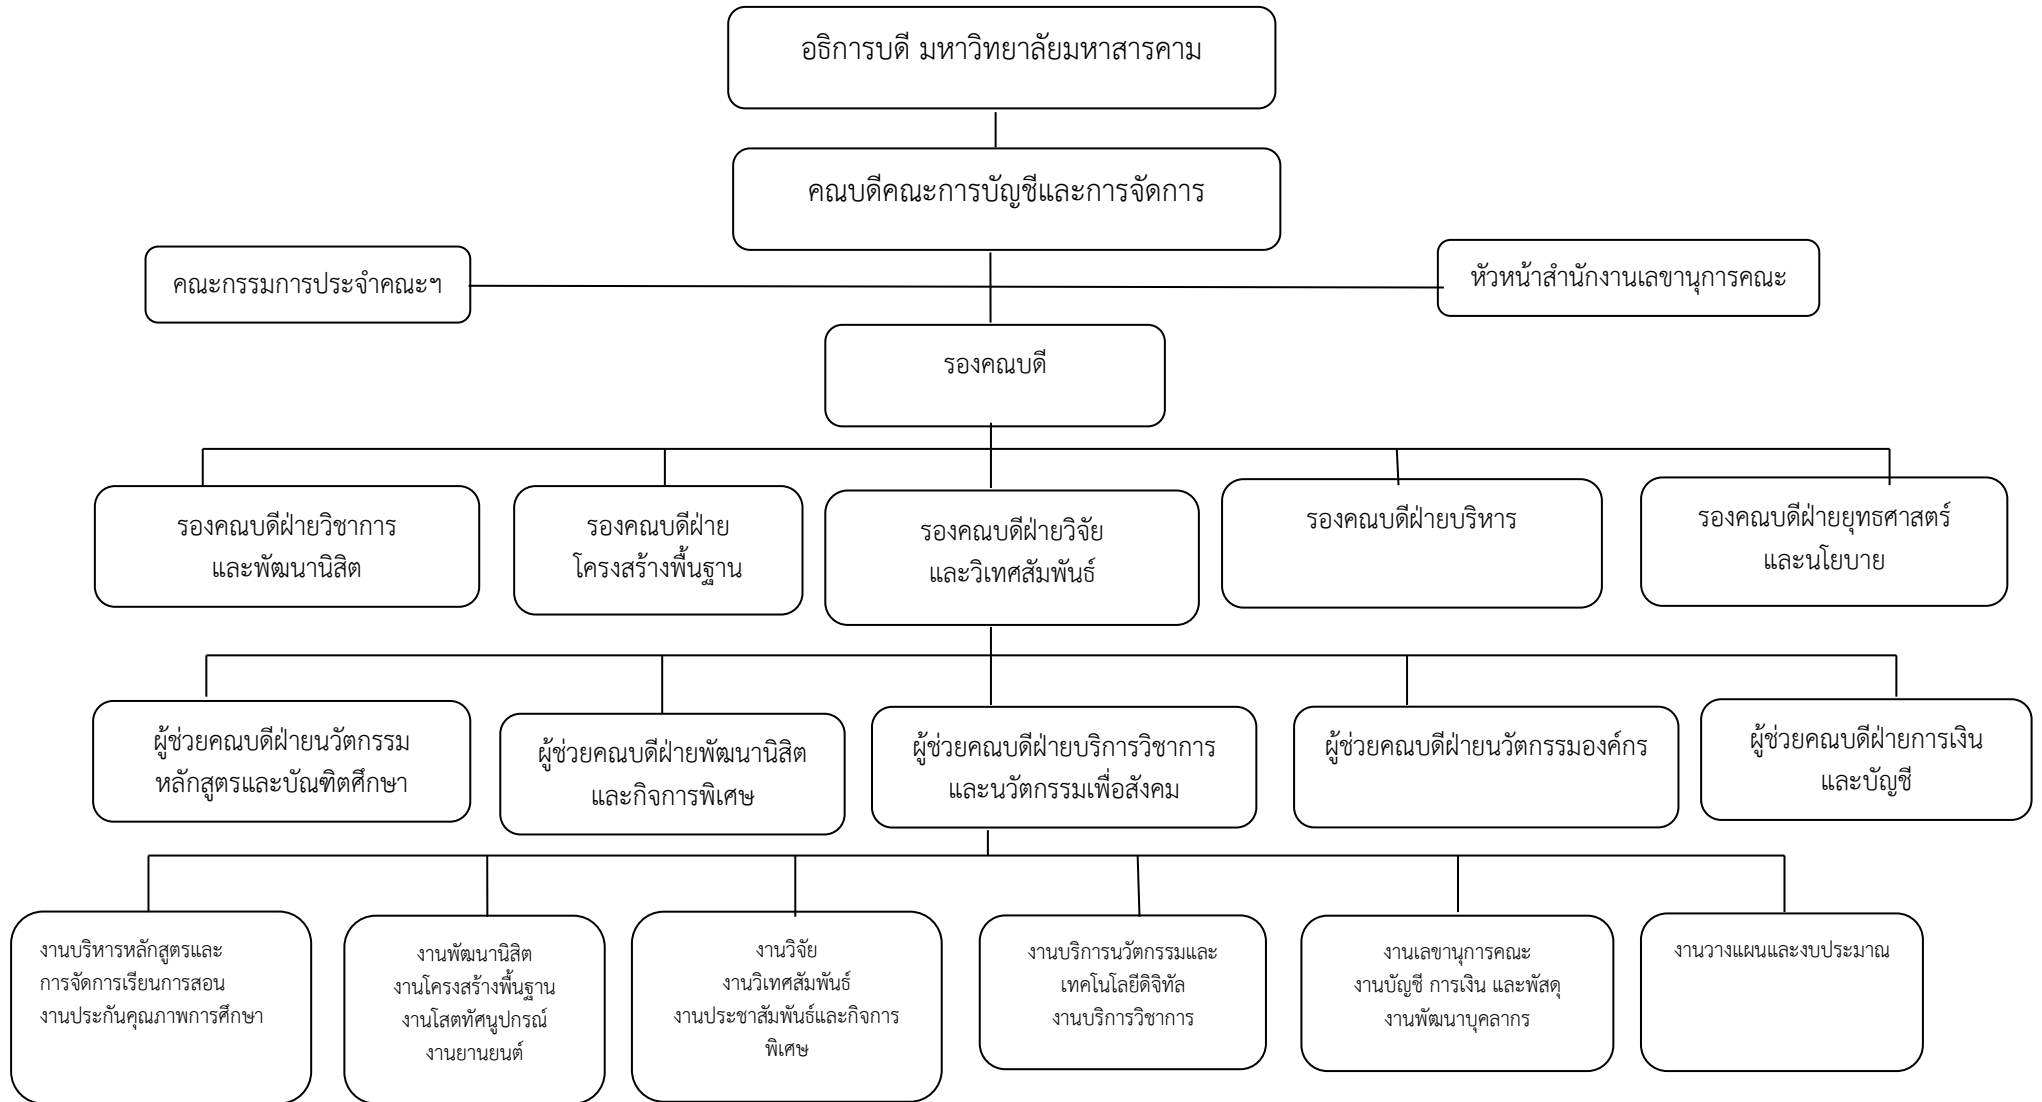 อธิการบดี มหาวิทยาลัยมหาสารคาม
คณบดีคณะการบัญชีและการจัดการ
คณะกรรมการประจำคณะฯ
หัวหน้าสำนักงานเลขานุการคณะ
รองคณบดี
รองคณบดีฝ่ายวิชาการ
และพัฒนานิสิต
รองคณบดีฝ่าย
โครงสร้างพื้นฐาน
รองคณบดีฝ่ายวิจัย
และวิเทศสัมพันธ์
รองคณบดีฝ่ายบริหาร
รองคณบดีฝ่ายยุทธศาสตร์
และนโยบาย
ผู้ช่วยคณบดีฝ่ายนวัตกรรม
หลักสูตรและบัณฑิตศึกษา
ผู้ช่วยคณบดีฝ่ายพัฒนานิสิต
และกิจการพิเศษ
ผู้ช่วยคณบดีฝ่ายบริการวิชาการ
และนวัตกรรมเพื่อสังคม
ผู้ช่วยคณบดีฝ่ายนวัตกรรมองค์กร
ผู้ช่วยคณบดีฝ่ายการเงิน
และบัญชี
งานบริหารหลักสูตรและ
การจัดการเรียนการสอน
งานประกันคุณภาพการศึกษา
งานพัฒนานิสิต
งานโครงสร้างพื้นฐาน
งานโสตทัศนูปกรณ์
งานยานยนต์
งานวิจัย
งานวิเทศสัมพันธ์
งานประชาสัมพันธ์และกิจการ
พิเศษ
งานบริการนวัตกรรมและ
เทคโนโลยีดิจิทัล
งานบริการวิชาการ
งานเลขานุการคณะ
งานบัญชี การเงิน และพัสดุ
งานพัฒนาบุคลากร
งานวางแผนและงบประมาณ